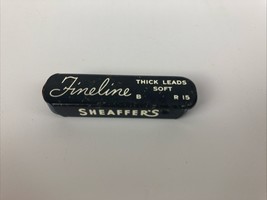 Fineline
THICK LEADS
SOFT
B R 15
SHEAFFER'S